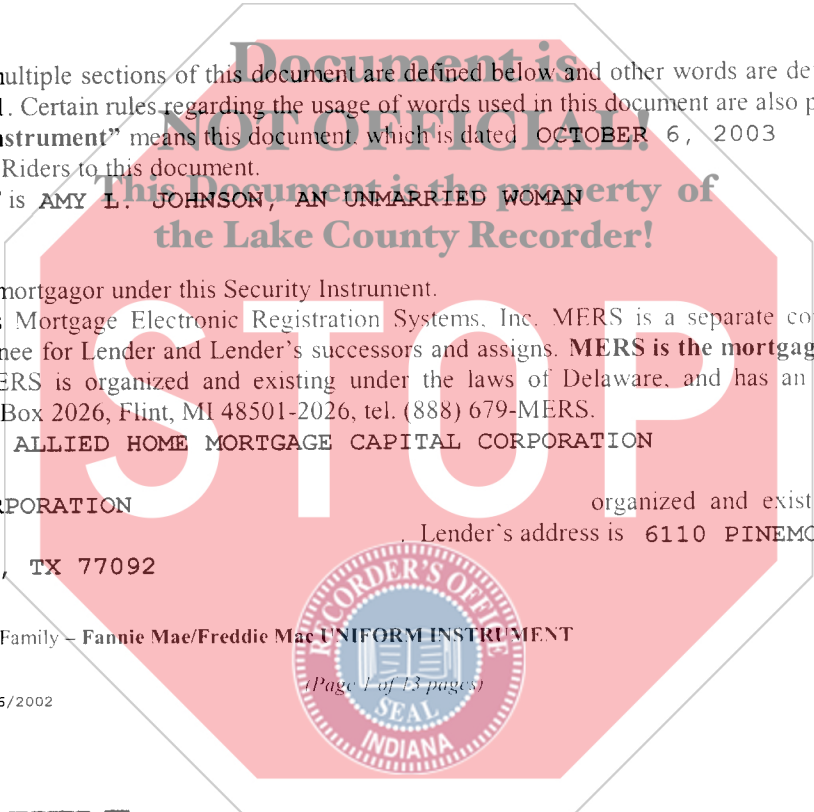 Document is
nultiple sections of this document are defined below and other words are de
. Certain rules regarding the usage of words used in this document are also p
NOT OFFICIAL!
strument” means this document, which is dated OCTOBER 6, 2003
Riders to this document.
This Document is the property of
is AMY L. JOHNSON, AN UNMARRIED WOMAN
the Lake County Recorder!
mortgagor under this Security Instrument.
s Mortgage Electronic Registration Systems, Inc. MERS is a separate co
nee for Lender and Lender's successors and assigns. MERS is the mortgag
ERS is organized and existing under the laws of Delaware, and has an
Box 2026, Flint, MI 48501-2026, tel. (888) 679-MERS.
ALLIED HOME MORTGAGE CAPITAL CORPORATION
STOP
RPORATION organized and exist
. Lender's address is 6110 PINEMO
, TX 77092
Family – Fannie Mae/Freddie Mac UNIFORM INSTRUMENT
(Page 1 of 13 pages)
6/2002
RECORDER'S OFFICE
SEAL
INDIANA